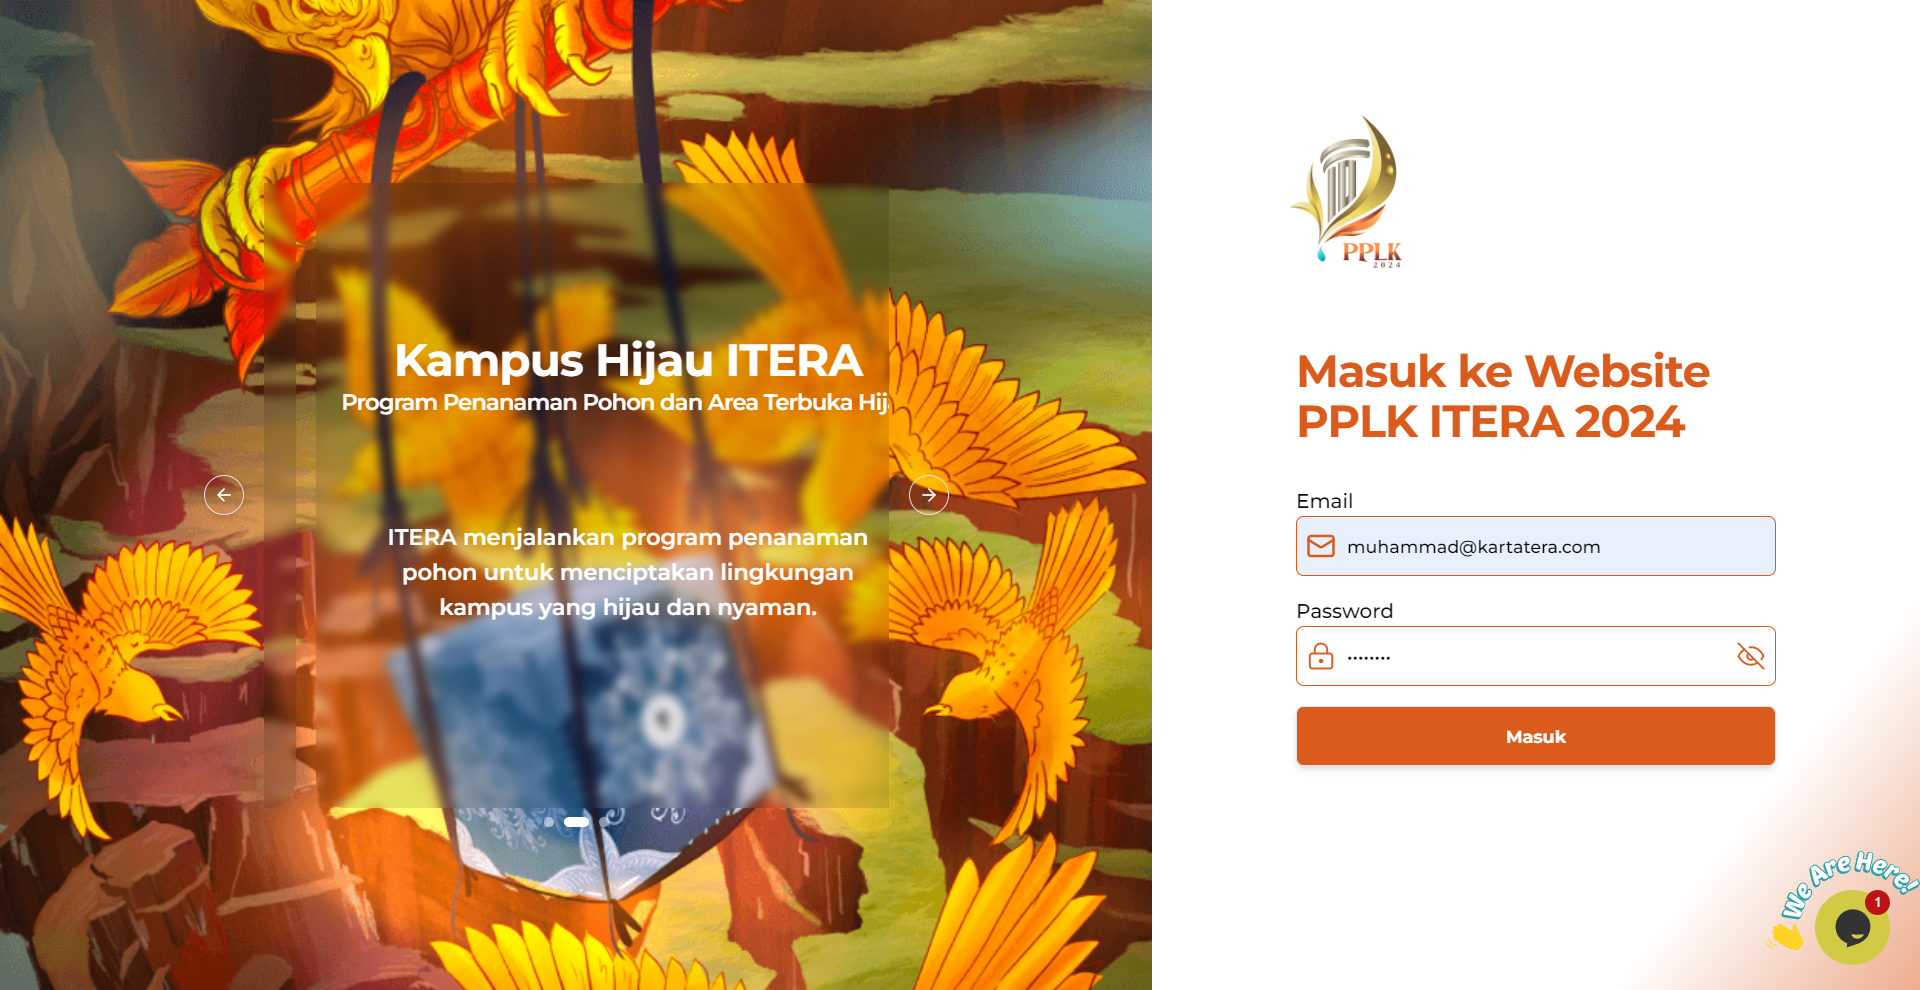 Kampus Hijau ITERA
Program Penanaman Pohon dan Area Terbuka Hij
ITERA menjalankan program penanaman
pohon untuk menciptakan lingkungan
kampus yang hijau dan nyaman.
PPLK
2024
Masuk ke Website
PPLK ITERA 2024
Email
muhammad@kartatera.com
Password
••••••••
Masuk
We Are Here!
1